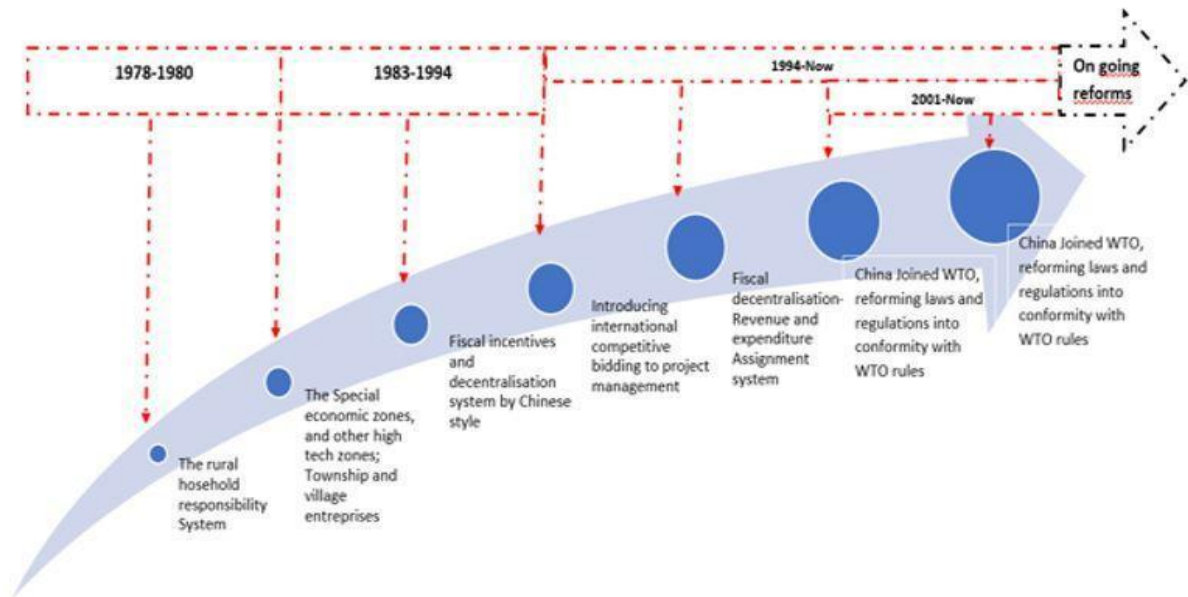 1978-1980
1983-1994
1994-Now
2001-Now
On going
reforms
The rural
hosehold
responsibility
System
The Special
economic zones,
and other high
tech zones;
Township and
village
entreprises
Fiscal incentives
and
decentralisation
system by Chinese
style
Introducing
international
competitive
bidding to project
management
Fiscal
decentralisation-
Revenue and
expenditure
Assignment
system
China Joined WTO,
reforming laws and
regulations into
conformity with
WTO rules
China Joined WTO,
reforming laws and
regulations into
conformity with
WTO rules